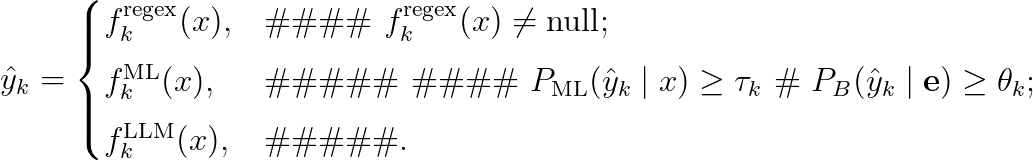 ŷ_k = { f_k^regex(x), #### f_k^regex(x) ≠ null;
f_k^ML(x), ##### #### P_ML(ŷ_k | x) ≥ τ_k # P_B(ŷ_k | e) ≥ θ_k;
f_k^LLM(x), #####.